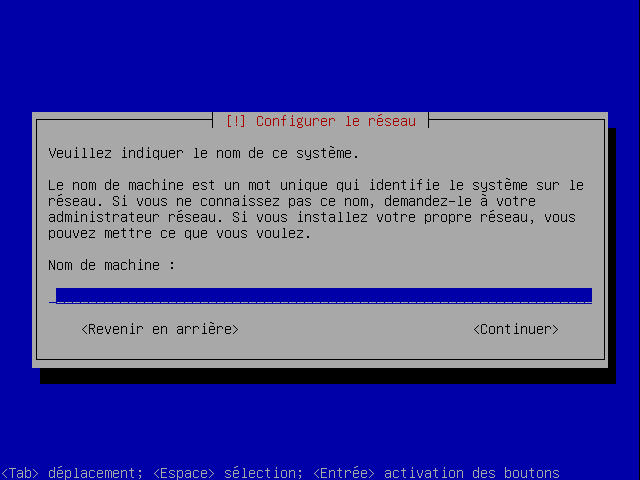 [!] Configurer le réseau
Veuillez indiquer le nom de ce système.
Le nom de machine est un mot unique qui identifie le système sur le
réseau. Si vous ne connaissez pas ce nom, demandez-le à votre
administrateur réseau. Si vous installez votre propre réseau, vous
pouvez mettre ce que vous voulez.
Nom de machine :
<Revenir en arrière> <Continuer>
<Tab> déplacement; <Espace> sélection; <Entrée> activation des boutons